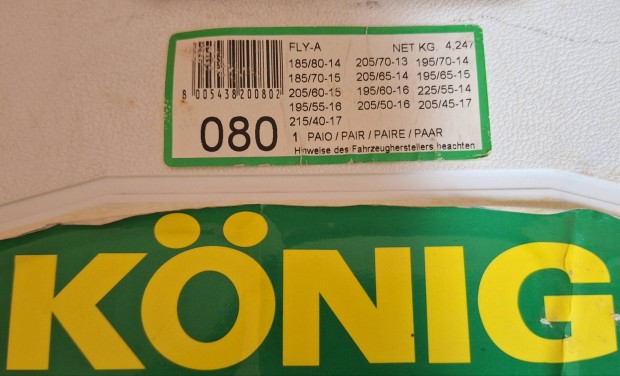 FLY-A NET KG. 4,247
185/80-14 205/70-13 195/70-14
185/70-15 205/65-14 195/65-15
205/60-15 195/60-16 225/55-14
195/55-16 205/50-16 205/45-17
215/40-17
8 005438 200802
080
1 PAIO / PAIR / PAIRE / PAAR
Hinweise des Fahrzeugherstellers beachten
KÖNIG